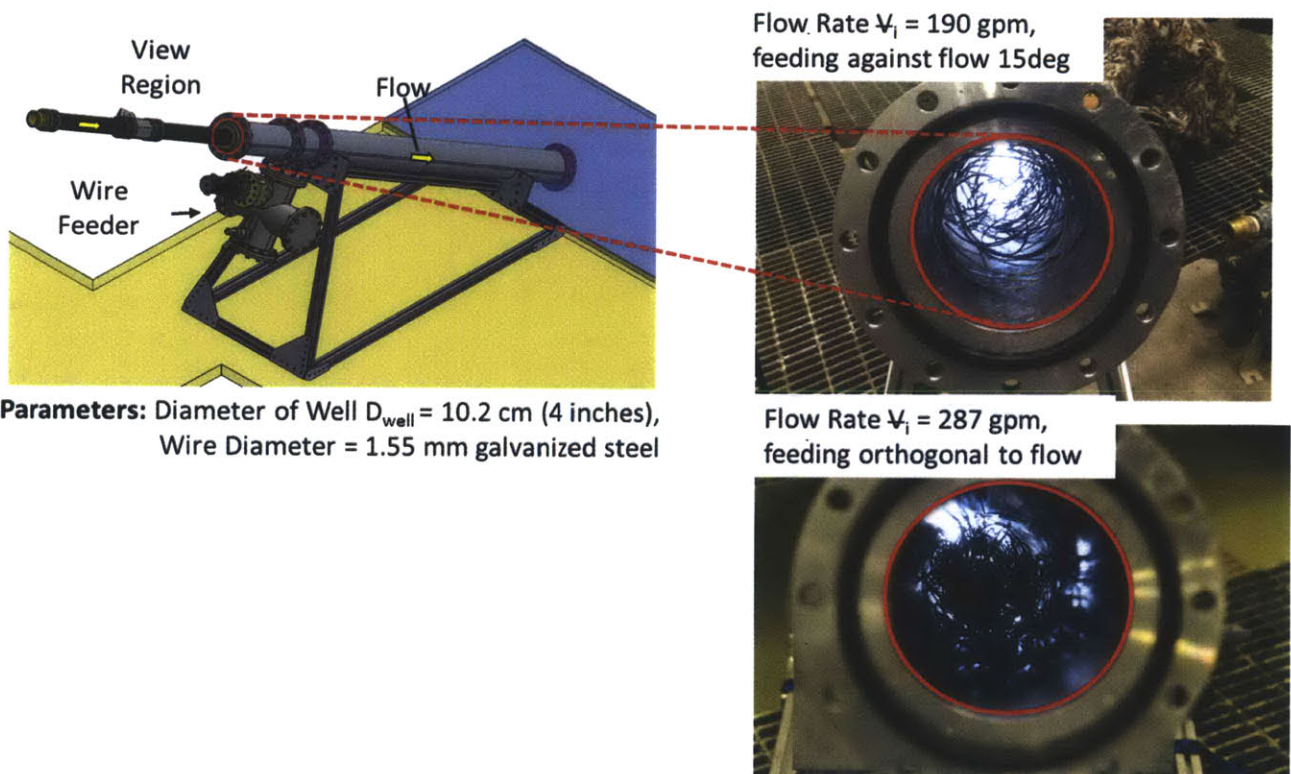 View
Region
Flow
Wire
Feeder
Parameters: Diameter of Well D_well = 10.2 cm (4 inches),
Wire Diameter = 1.55 mm galvanized steel
Flow Rate V̶ᵢ = 190 gpm,
feeding against flow 15deg
Flow Rate V̶ᵢ = 287 gpm,
feeding orthogonal to flow